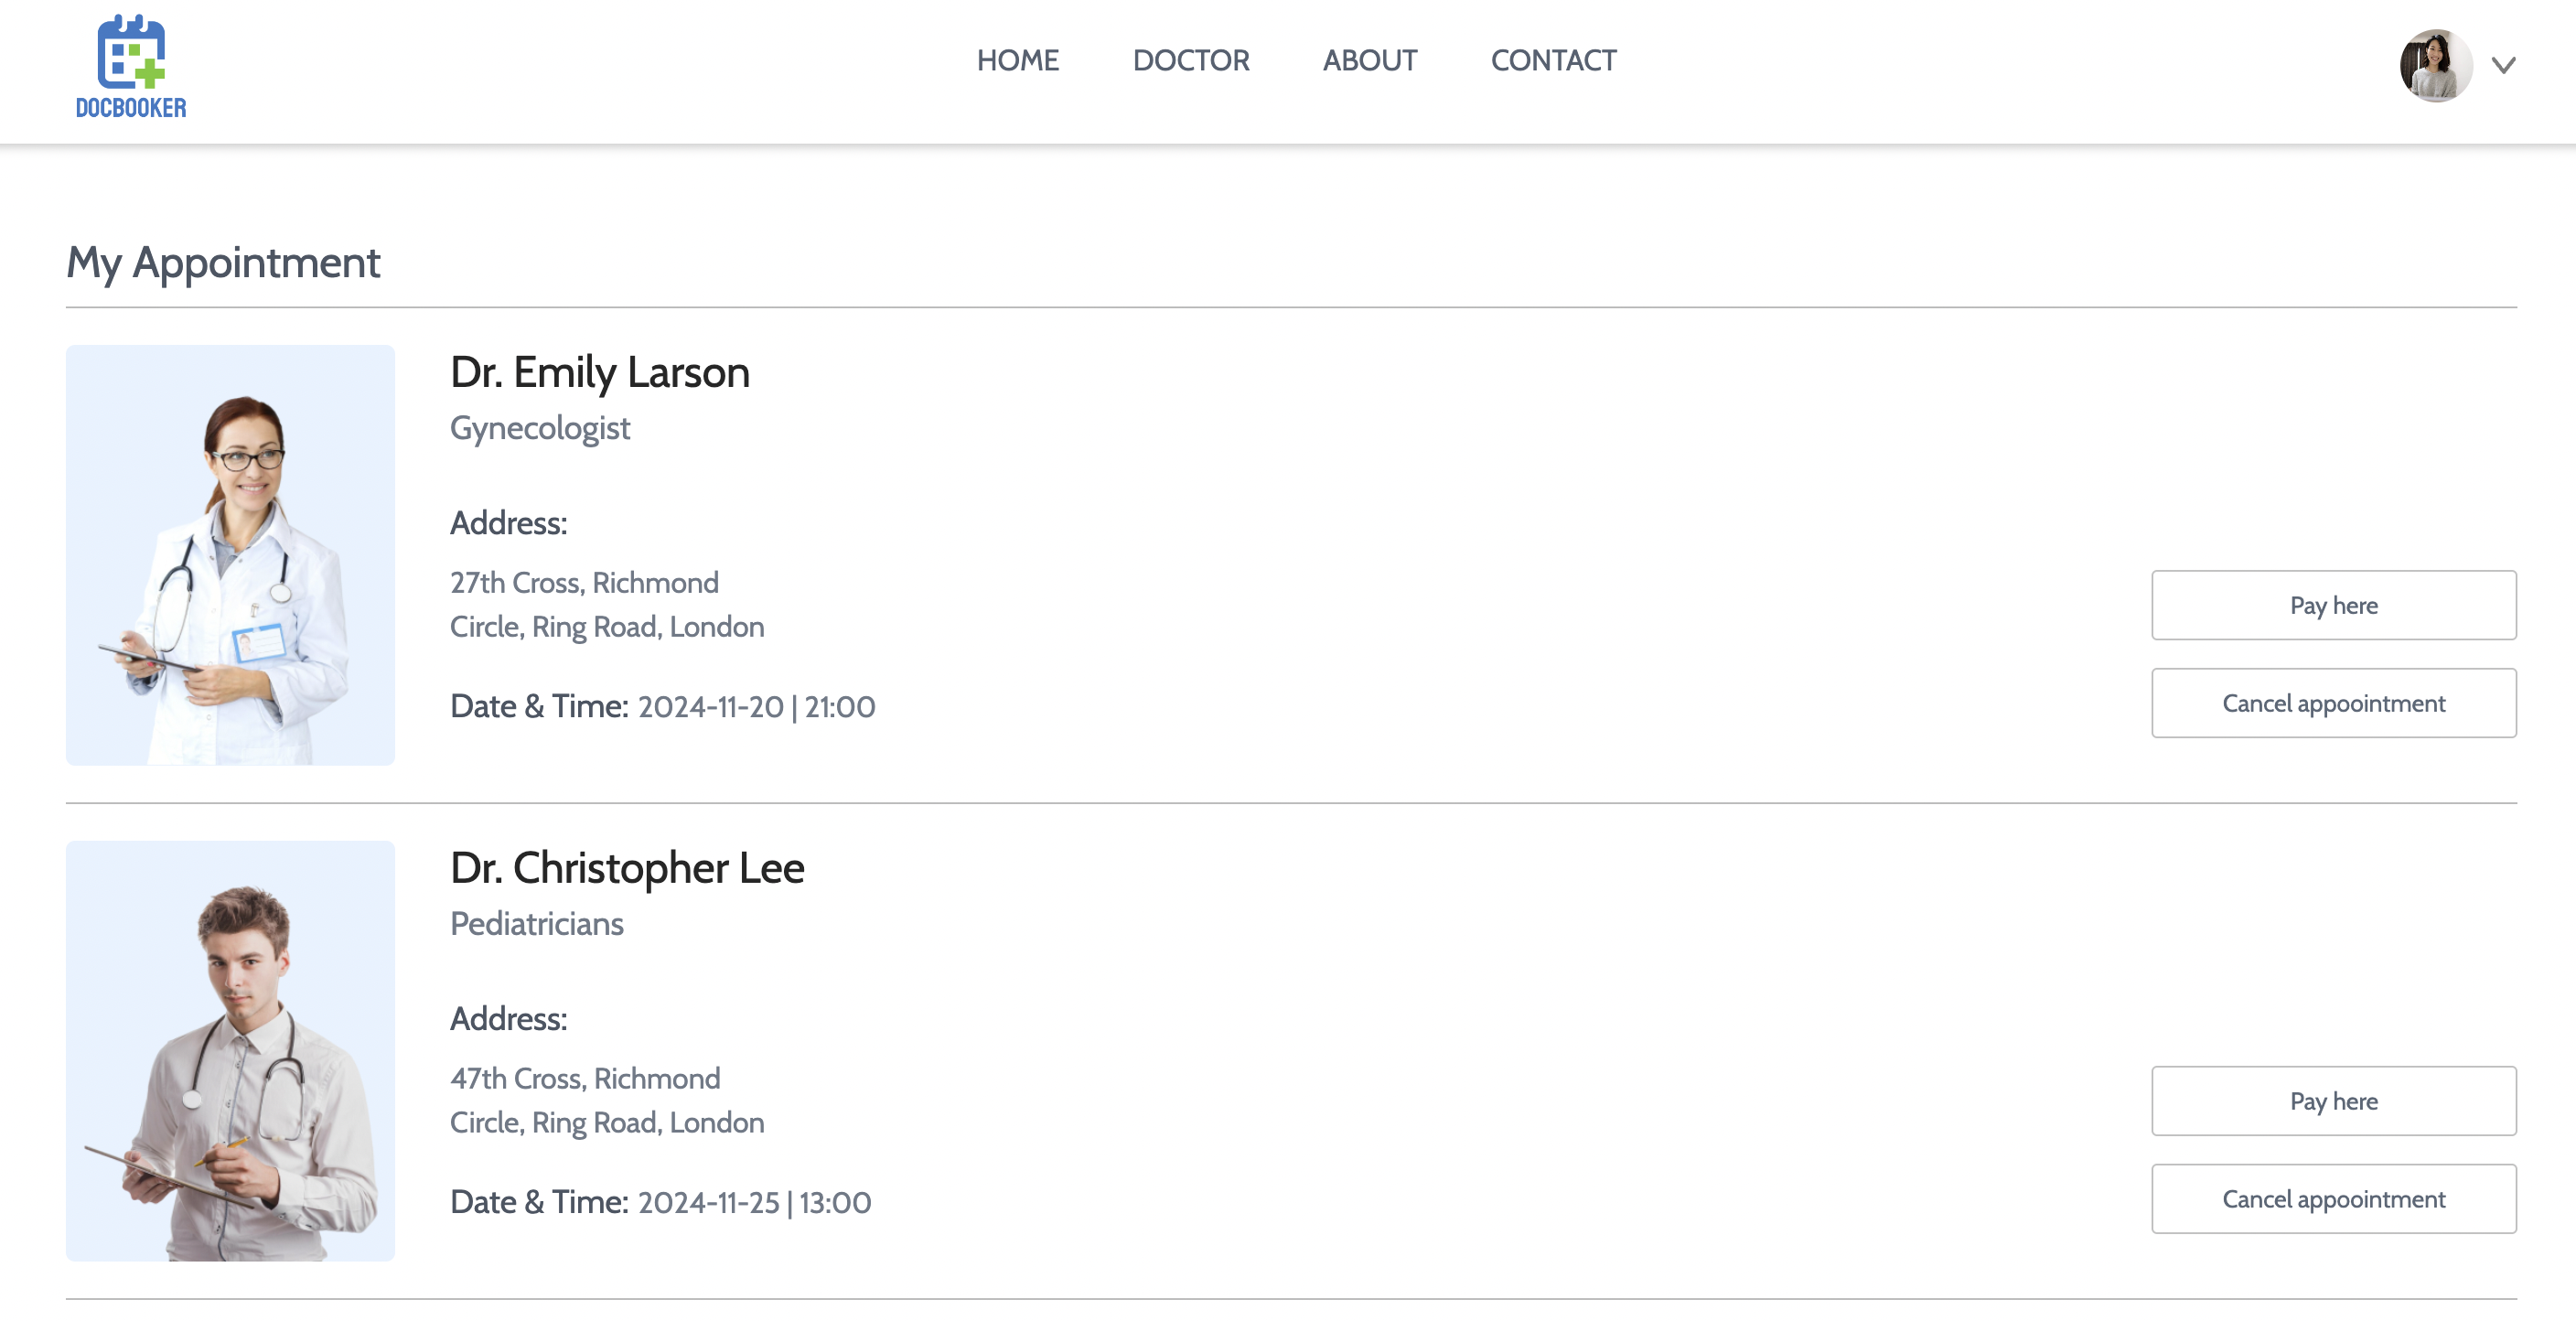 DOCBOOKER
HOME DOCTOR ABOUT CONTACT
My Appointment
Dr. Emily Larson
Gynecologist
Address:
27th Cross, Richmond
Circle, Ring Road, London
Date & Time: 2024-11-20 | 21:00
Pay here
Cancel appoointment
Dr. Christopher Lee
Pediatricians
Address:
47th Cross, Richmond
Circle, Ring Road, London
Date & Time: 2024-11-25 | 13:00
Pay here
Cancel appoointment